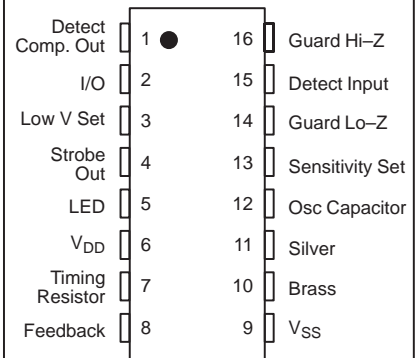 Detect
Comp. Out 1 16 Guard Hi–Z
I/O 2 15 Detect Input
Low V Set 3 14 Guard Lo–Z
Strobe
Out 4 13 Sensitivity Set
LED 5 12 Osc Capacitor
VDD 6 11 Silver
Timing
Resistor 7 10 Brass
Feedback 8 9 VSS